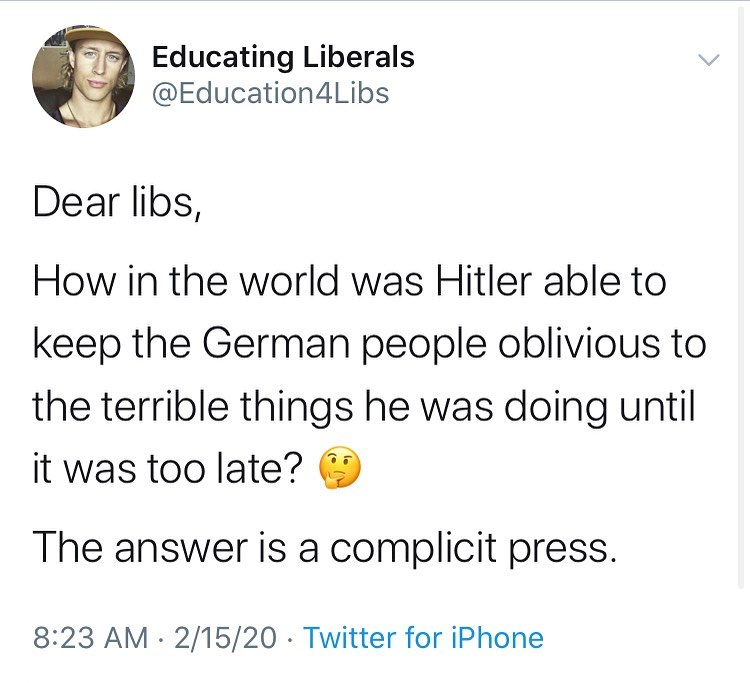 Educating Liberals
@Education4Libs
Dear libs,
How in the world was Hitler able to
keep the German people oblivious to
the terrible things he was doing until
it was too late? 🤔
The answer is a complicit press.
8:23 AM · 2/15/20 · Twitter for iPhone